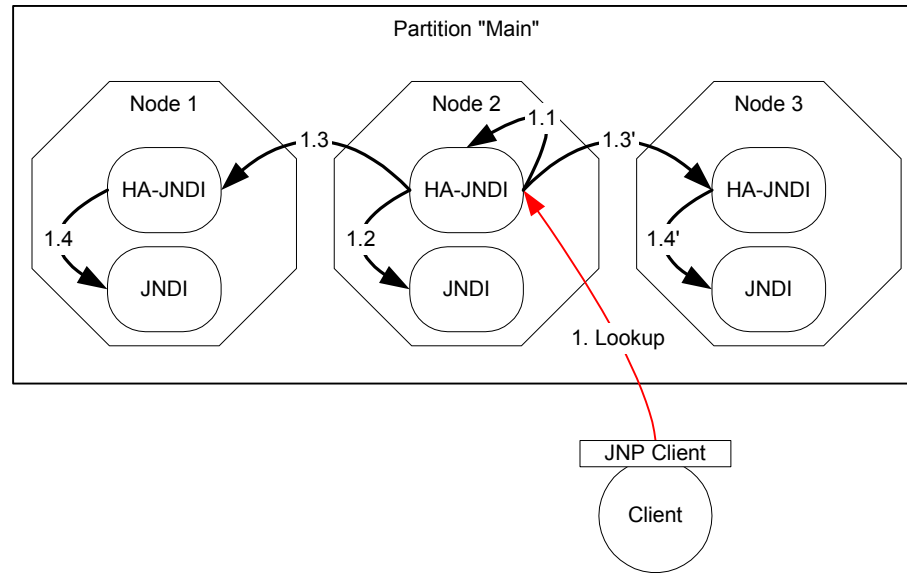 Partition "Main"
Node 1
Node 2
Node 3
1.1
1.3
1.3'
HA-JNDI
HA-JNDI
HA-JNDI
1.4
1.2
1.4'
JNDI
JNDI
JNDI
1. Lookup
JNP Client
Client